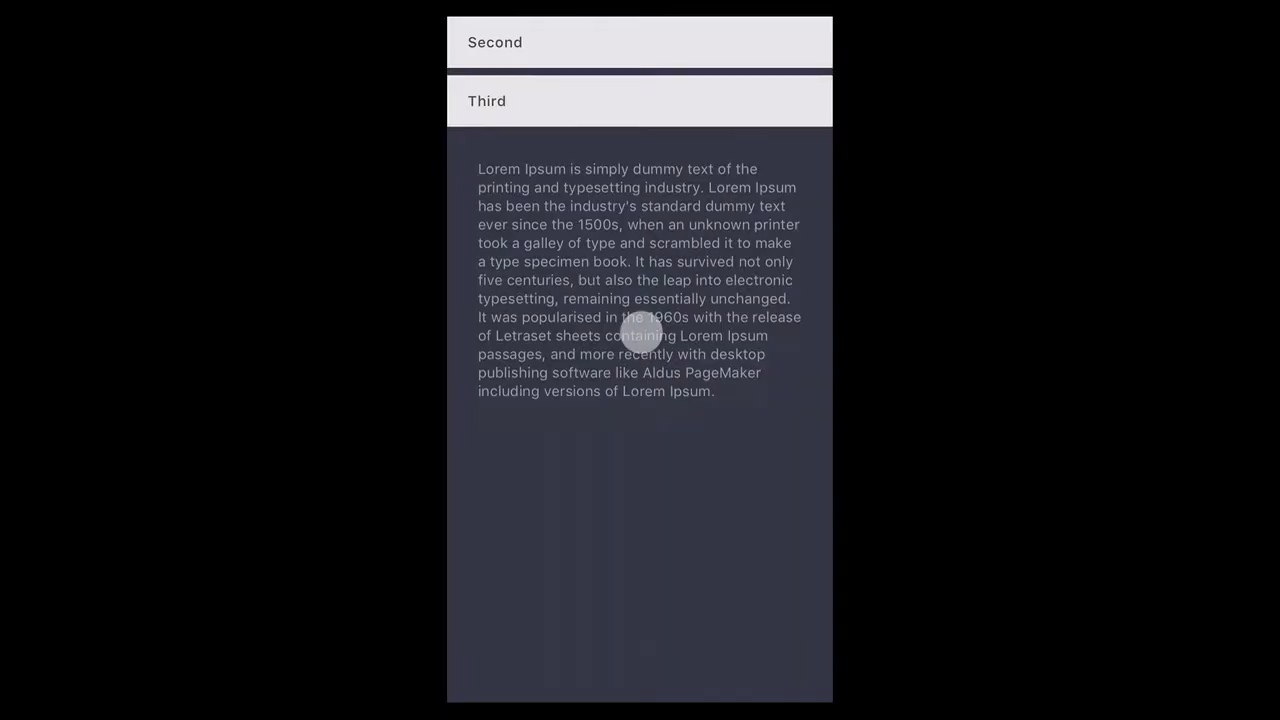 Second
Third
Lorem Ipsum is simply dummy text of the
printing and typesetting industry. Lorem Ipsum
has been the industry's standard dummy text
ever since the 1500s, when an unknown printer
took a galley of type and scrambled it to make
a type specimen book. It has survived not only
five centuries, but also the leap into electronic
typesetting, remaining essentially unchanged.
It was popularised in the 1960s with the release
of Letraset sheets containing Lorem Ipsum
passages, and more recently with desktop
publishing software like Aldus PageMaker
including versions of Lorem Ipsum.